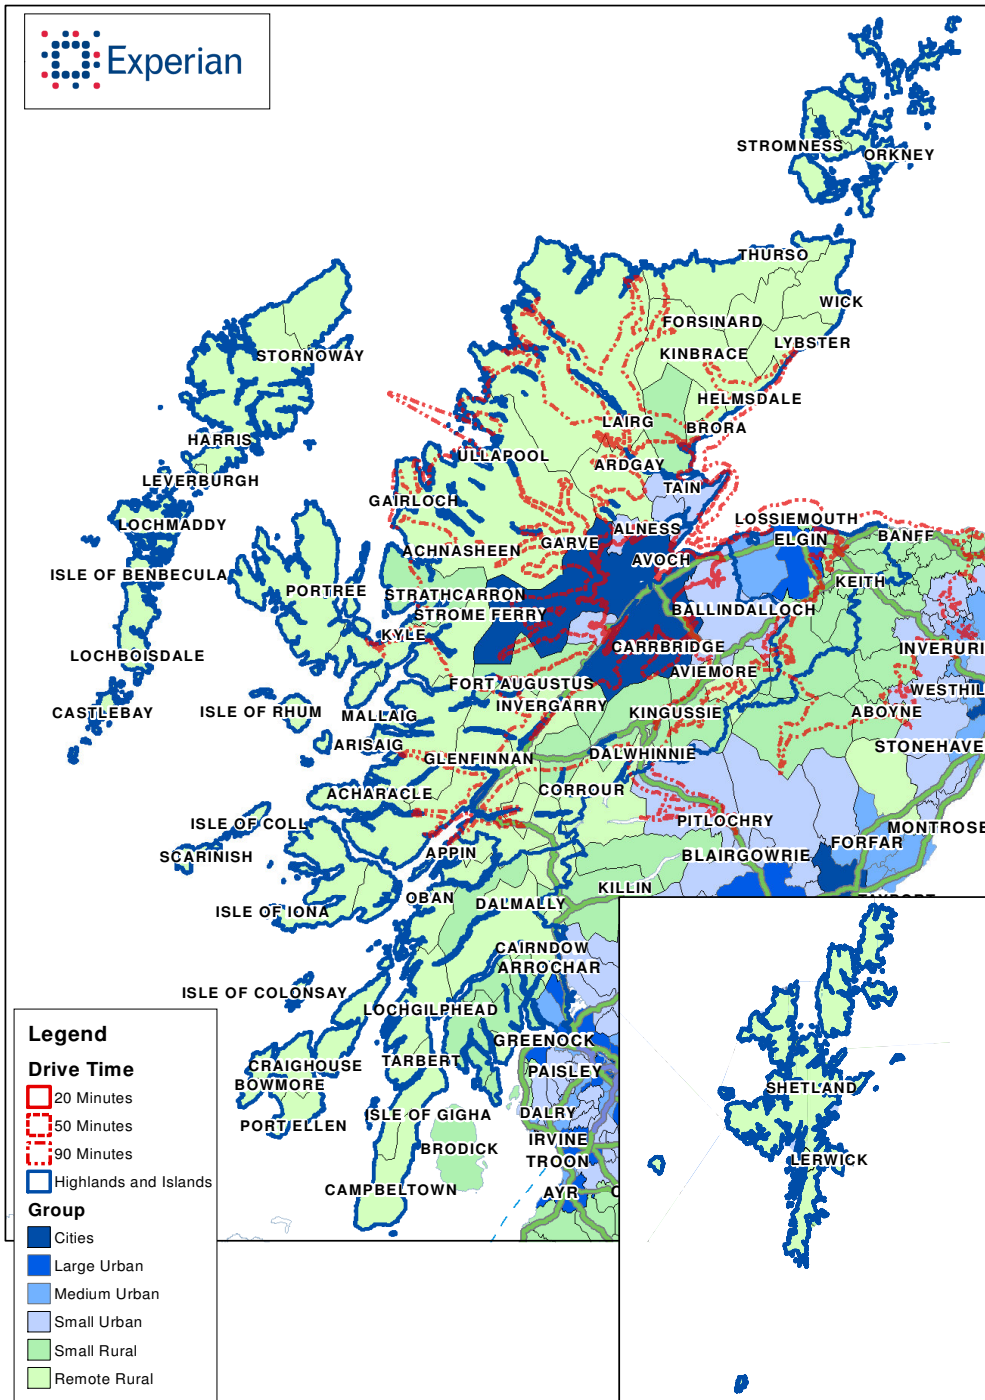 Experian
STROMNESS
ORKNEY
THURSO
WICK
FORSINARD
LYBSTER
KINBRACE
STORNOWAY
HELMSDALE
LAIRG
BRORA
HARRIS
ULLAPOOL
ARDGAY
LEVERBURGH
TAIN
GAIRLOCH
LOCHMADDY
LOSSIEMOUTH
ALNESS
BANFF
GARVE
ELGIN
ACHNASHEEN
AVOCH
ISLE OF BENBECULA
KEITH
PORTREE
STRATHCARRON
BALLINDALLOCH
STROME FERRY
KYLE
CARRBRIDGE
INVERURI
LOCHBOISDALE
AVIEMORE
FORT AUGUSTUS
WESTHIL
INVERGARRY
CASTLEBAY
ISLE OF RHUM
MALLAIG
KINGUSSIE
ABOYNE
ARISAIG
STONEHAVE
GLENFINNAN
DALWHINNIE
ACHARACLE
CORROUR
ISLE OF COLL
PITLOCHRY
MONTROSE
SCARINISH
APPIN
BLAIRGOWRIE
FORFAR
KILLIN
OBAN
DALMALLY
ISLE OF IONA
CAIRNDOW
ARROCHAR
ISLE OF COLONSAY
LOCHGILPHEAD
GREENOCK
CRAIGHOUSE
TARBERT
PAISLEY
BOWMORE
SHETLAND
PORT ELLEN
ISLE OF GIGHA
DALRY
BRODICK
IRVINE
TROON
LERWICK
CAMPBELTOWN
AYR
Legend
Drive Time
20 Minutes
50 Minutes
90 Minutes
Highlands and Islands
Group
Cities
Large Urban
Medium Urban
Small Urban
Small Rural
Remote Rural